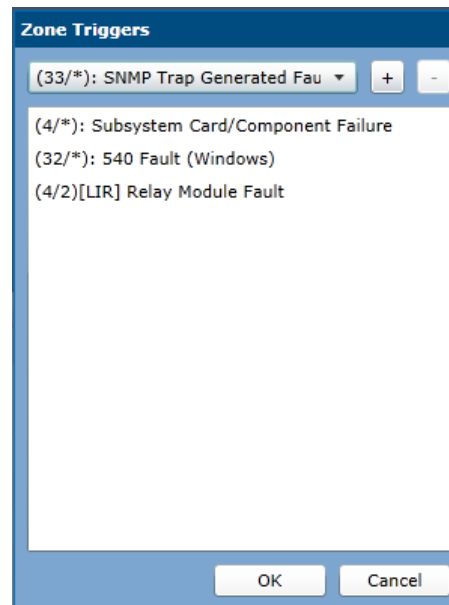 Zone Triggers
(33/*): SNMP Trap Generated Fau
+ -
(4/*): Subsystem Card/Component Failure
(32/*): 540 Fault (Windows)
(4/2)[LIR] Relay Module Fault
OK Cancel